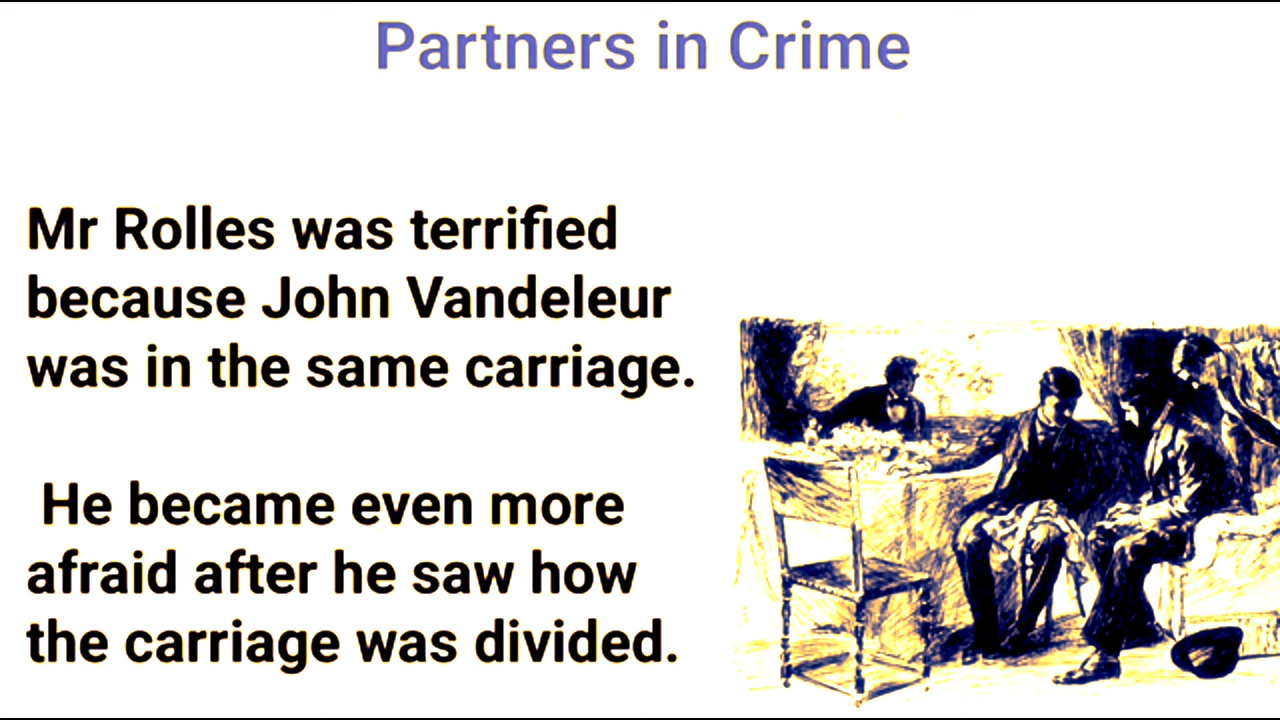 Partners in Crime
Mr Rolles was terrified
because John Vandeleur
was in the same carriage.
He became even more
afraid after he saw how
the carriage was divided.